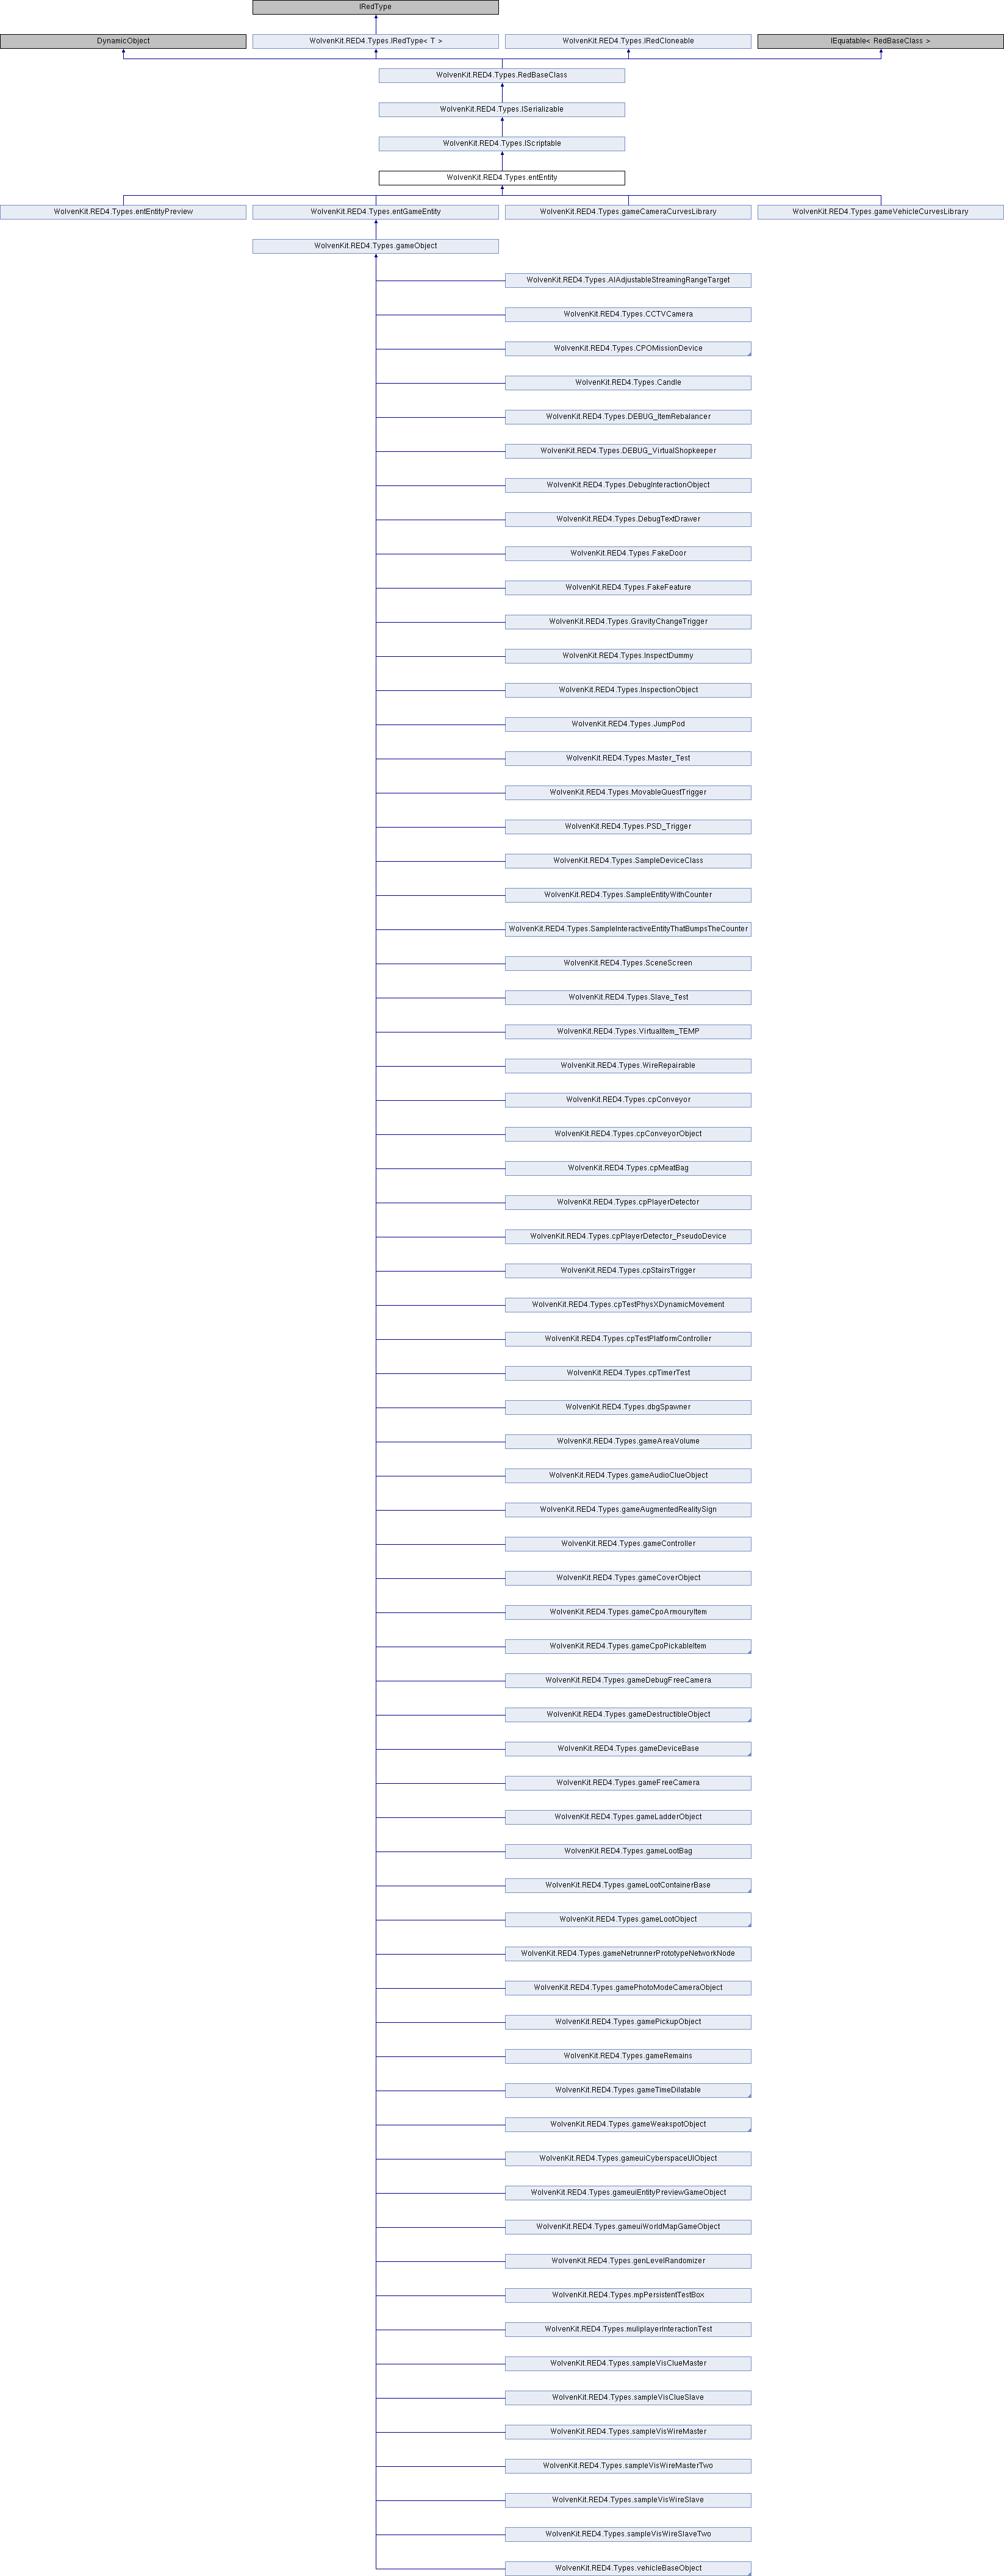 IRedType
DynamicObject
WolvenKit.RED4.Types.IRedType< T >
WolvenKit.RED4.Types.IRedCloneable
IEquatable< RedBaseClass >
WolvenKit.RED4.Types.RedBaseClass
WolvenKit.RED4.Types.ISerializable
WolvenKit.RED4.Types.IScriptable
WolvenKit.RED4.Types.entEntity
WolvenKit.RED4.Types.entEntityPreview
WolvenKit.RED4.Types.entGameEntity
WolvenKit.RED4.Types.gameCameraCurvesLibrary
WolvenKit.RED4.Types.gameVehicleCurvesLibrary
WolvenKit.RED4.Types.gameObject
WolvenKit.RED4.Types.AIAdjustableStreamingRangeTarget
WolvenKit.RED4.Types.CCTVCamera
WolvenKit.RED4.Types.CPOMissionDevice
WolvenKit.RED4.Types.Candle
WolvenKit.RED4.Types.DEBUG_ItemRebalancer
WolvenKit.RED4.Types.DEBUG_VirtualShopkeeper
WolvenKit.RED4.Types.DebugInteractionObject
WolvenKit.RED4.Types.DebugTextDrawer
WolvenKit.RED4.Types.FakeDoor
WolvenKit.RED4.Types.FakeFeature
WolvenKit.RED4.Types.GravityChangeTrigger
WolvenKit.RED4.Types.InspectDummy
WolvenKit.RED4.Types.InspectionObject
WolvenKit.RED4.Types.JumpPod
WolvenKit.RED4.Types.Master_Test
WolvenKit.RED4.Types.MovableQuestTrigger
WolvenKit.RED4.Types.PSD_Trigger
WolvenKit.RED4.Types.SampleDeviceClass
WolvenKit.RED4.Types.SampleEntityWithCounter
WolvenKit.RED4.Types.SampleInteractiveEntityThatBumpsTheCounter
WolvenKit.RED4.Types.SceneScreen
WolvenKit.RED4.Types.Slave_Test
WolvenKit.RED4.Types.VirtualItem_TEMP
WolvenKit.RED4.Types.WireRepairable
WolvenKit.RED4.Types.cpConveyor
WolvenKit.RED4.Types.cpConveyorObject
WolvenKit.RED4.Types.cpMeatBag
WolvenKit.RED4.Types.cpPlayerDetector
WolvenKit.RED4.Types.cpPlayerDetector_PseudoDevice
WolvenKit.RED4.Types.cpStairsTrigger
WolvenKit.RED4.Types.cpTestPhysXDynamicMovement
WolvenKit.RED4.Types.cpTestPlatformController
WolvenKit.RED4.Types.cpTimerTest
WolvenKit.RED4.Types.dbgSpawner
WolvenKit.RED4.Types.gameAreaVolume
WolvenKit.RED4.Types.gameAudioClueObject
WolvenKit.RED4.Types.gameAugmentedRealitySign
WolvenKit.RED4.Types.gameController
WolvenKit.RED4.Types.gameCoverObject
WolvenKit.RED4.Types.gameCpoArmouryItem
WolvenKit.RED4.Types.gameCpoPickableItem
WolvenKit.RED4.Types.gameDebugFreeCamera
WolvenKit.RED4.Types.gameDestructibleObject
WolvenKit.RED4.Types.gameDeviceBase
WolvenKit.RED4.Types.gameFreeCamera
WolvenKit.RED4.Types.gameLadderObject
WolvenKit.RED4.Types.gameLootBag
WolvenKit.RED4.Types.gameLootContainerBase
WolvenKit.RED4.Types.gameLootObject
WolvenKit.RED4.Types.gameNetrunnerPrototypeNetworkNode
WolvenKit.RED4.Types.gamePhotoModeCameraObject
WolvenKit.RED4.Types.gamePickupObject
WolvenKit.RED4.Types.gameRemains
WolvenKit.RED4.Types.gameTimeDilatable
WolvenKit.RED4.Types.gameWeakspotObject
WolvenKit.RED4.Types.gameuiCyberspaceUIObject
WolvenKit.RED4.Types.gameuiEntityPreviewGameObject
WolvenKit.RED4.Types.gameuiWorldMapGameObject
WolvenKit.RED4.Types.genLevelRandomizer
WolvenKit.RED4.Types.mpPersistentTestBox
WolvenKit.RED4.Types.muliplayerInteractionTest
WolvenKit.RED4.Types.sampleVisClueMaster
WolvenKit.RED4.Types.sampleVisClueSlave
WolvenKit.RED4.Types.sampleVisWireMaster
WolvenKit.RED4.Types.sampleVisWireMasterTwo
WolvenKit.RED4.Types.sampleVisWireSlave
WolvenKit.RED4.Types.sampleVisWireSlaveTwo
WolvenKit.RED4.Types.vehicleBaseObject